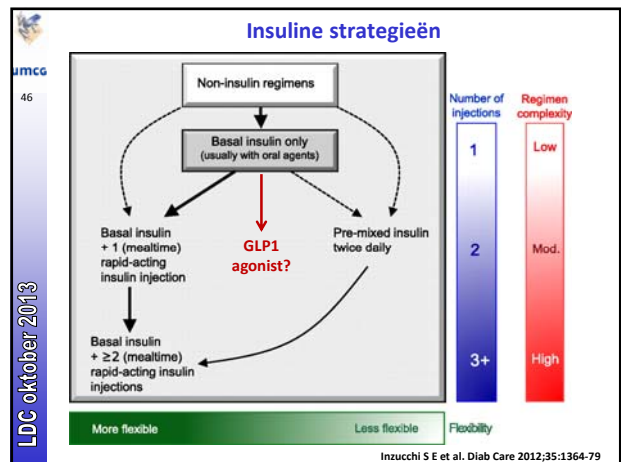 Insuline strategieën
umcg
46
LDC oktober 2013
Non-insulin regimens
Basal insulin only
(usually with oral agents)
Basal insulin
+ 1 (mealtime)
rapid-acting
insulin injection
GLP1
agonist?
Pre-mixed insulin
twice daily
Basal insulin
+ ≥2 (mealtime)
rapid-acting insulin
injections
Number of
injections
1
2
3+
Regimen
complexity
Low
Mod.
High
More flexible
Less flexible
Flexibility
Inzucchi S E et al. Diab Care 2012;35:1364-79